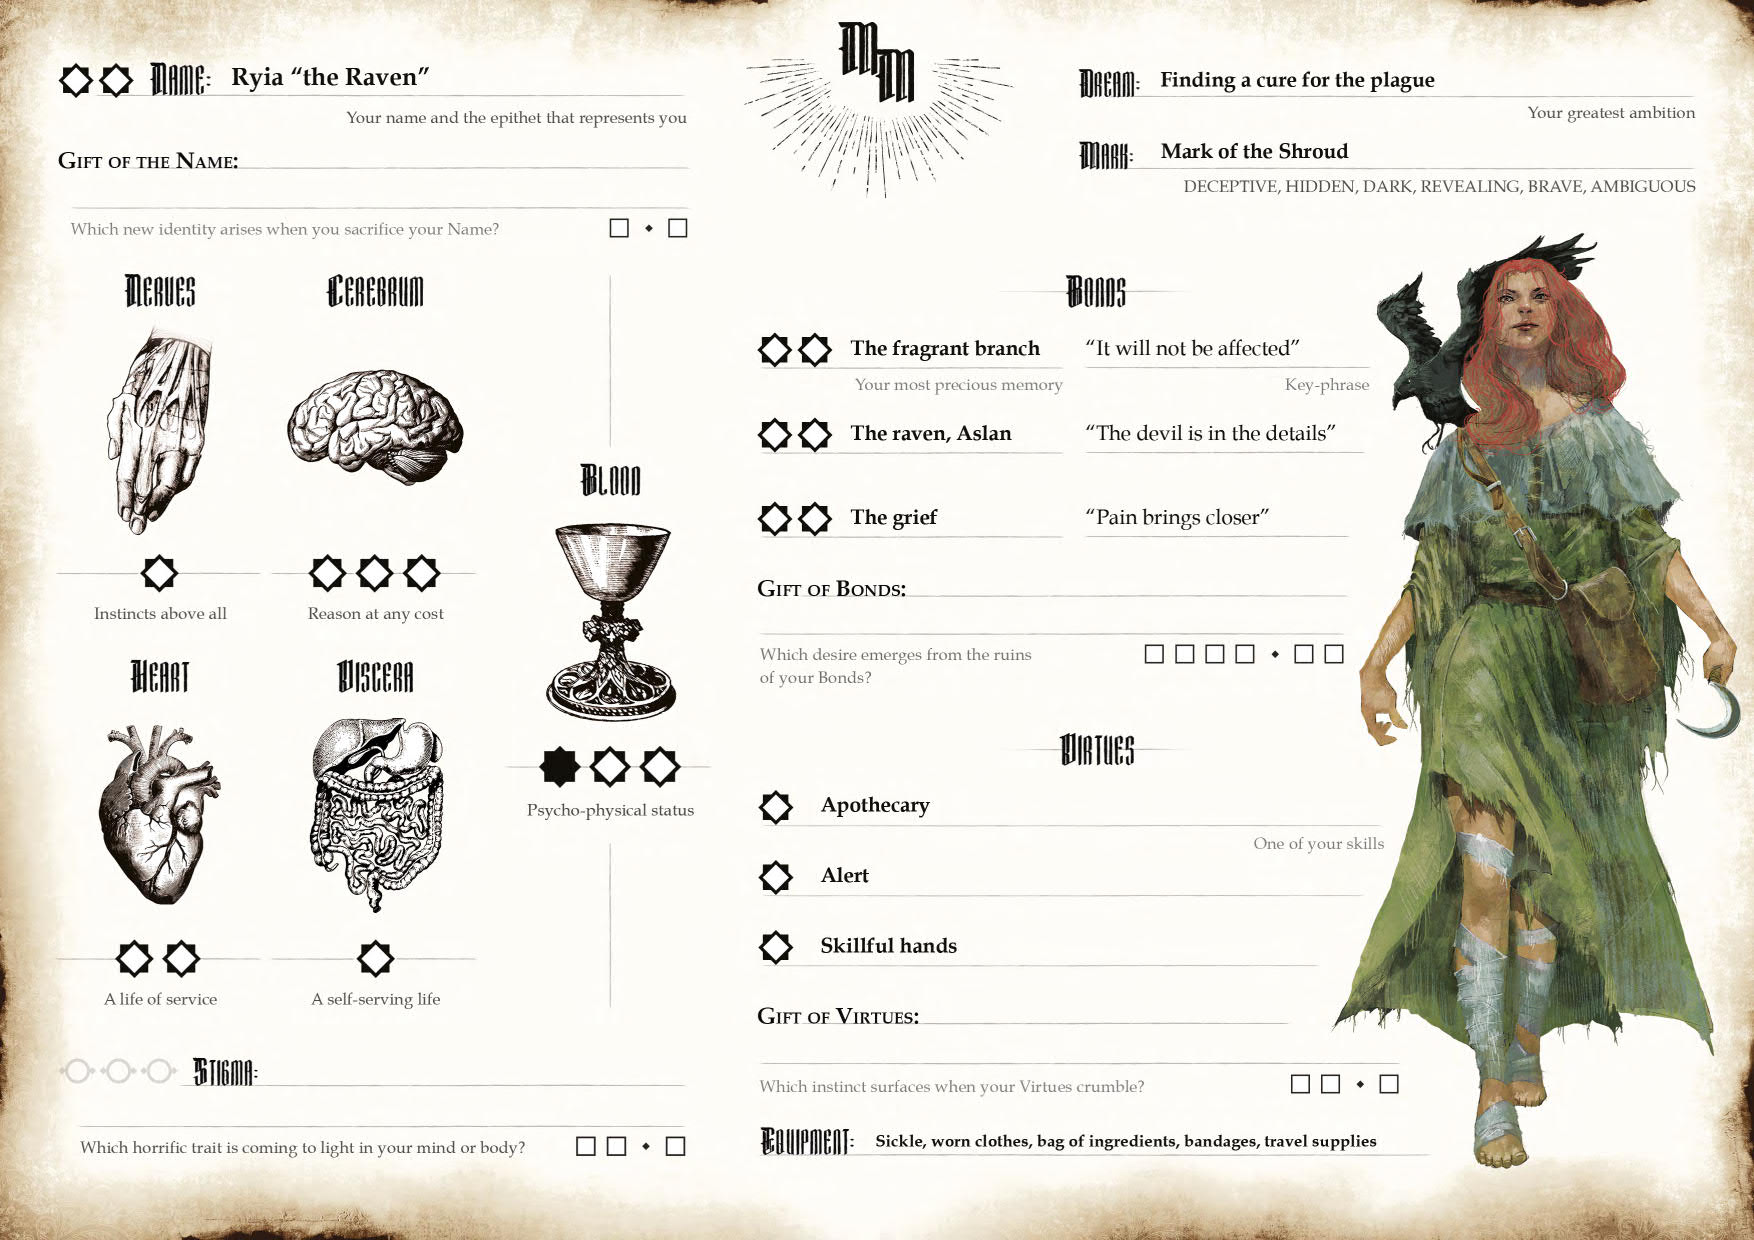 NAME: Ryia “the Raven”
Your name and the epithet that represents you
GIFT OF THE NAME:
Which new identity arises when you sacrifice your Name?
MM
DREAM: Finding a cure for the plague
Your greatest ambition
MARK: Mark of the Shroud
DECEPTIVE, HIDDEN, DARK, REVEALING, BRAVE, AMBIGUOUS
NERVES
CEREBRUM
Instincts above all
Reason at any cost
BLOOD
Psycho-physical status
HEART
VISCERA
A life of service
A self-serving life
STIGMA:
Which horrific trait is coming to light in your mind or body?
BONDS
The fragrant branch “It will not be affected”
Your most precious memory Key-phrase
The raven, Aslan “The devil is in the details”
The grief “Pain brings closer”
GIFT OF BONDS:
Which desire emerges from the ruins
of your Bonds?
VIRTUES
Apothecary
One of your skills
Alert
Skillful hands
GIFT OF VIRTUES:
Which instinct surfaces when your Virtues crumble?
EQUIPMENT: Sickle, worn clothes, bag of ingredients, bandages, travel supplies